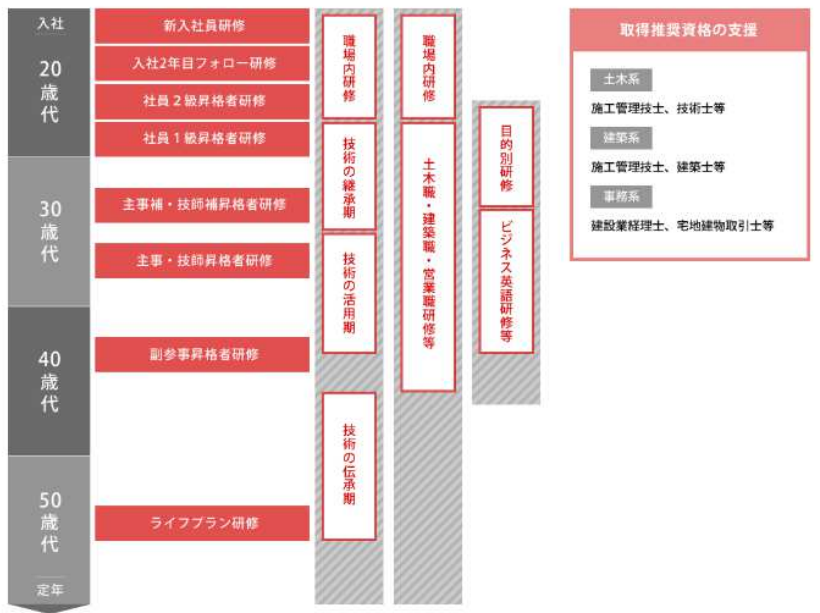 入社
20
歳
代
30
歳
代
40
歳
代
50
歳
代
定年
新入社員研修
入社2年目フォロー研修
社員2級昇格者研修
社員1級昇格者研修
主事補・技師補昇格者研修
主事・技師昇格者研修
副参事昇格者研修
ライフプラン研修
職場内研修
技術の継承期
技術の活用期
技術の伝承期
職場内研修
土木職・建築職・営業職研修等
目的別研修
ビジネス英語研修等
取得推奨資格の支援
土木系
施工管理技士、技術士等
建築系
施工管理技士、建築士等
事務系
建設業経理士、宅地建物取引士等